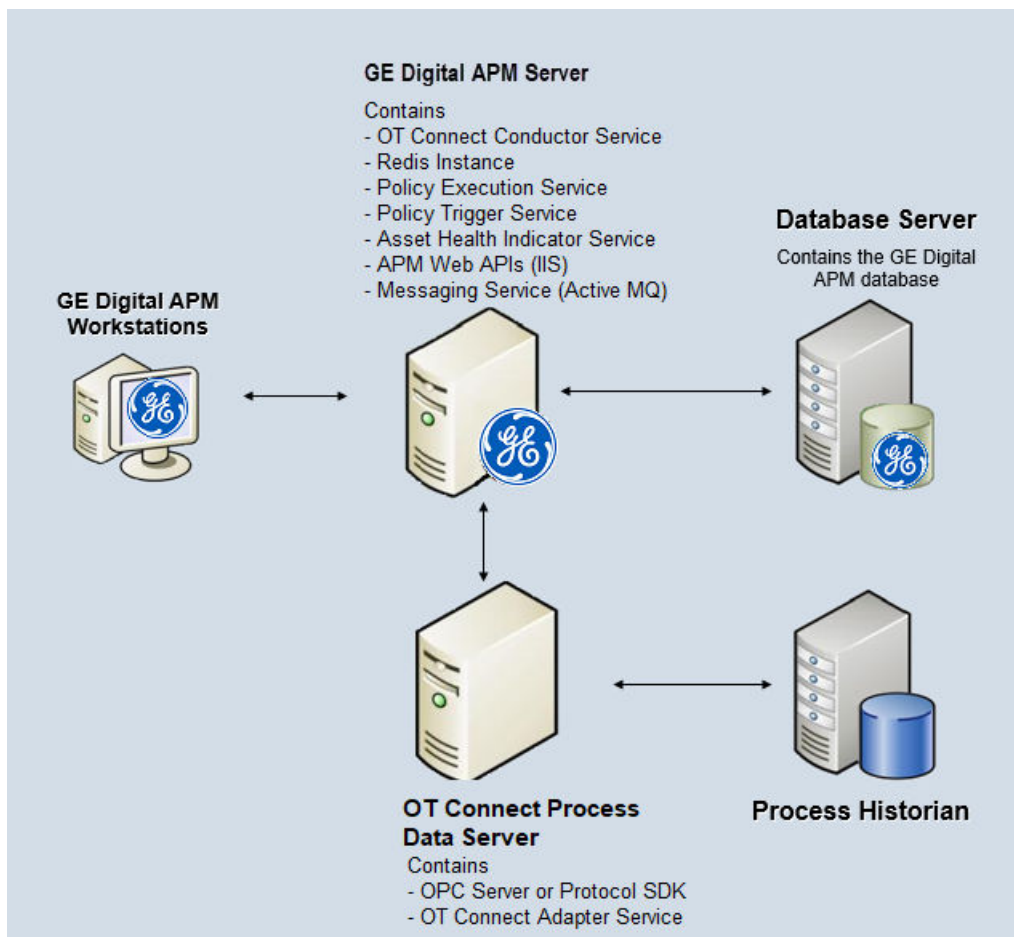 GE Digital APM Server
Contains
- OT Connect Conductor Service
- Redis Instance
- Policy Execution Service
- Policy Trigger Service
- Asset Health Indicator Service
- APM Web APIs (IIS)
- Messaging Service (Active MQ)
Database Server
Contains the GE Digital
APM database
GE Digital APM
Workstations
GE
GE
GE
OT Connect Process
Data Server
Contains
- OPC Server or Protocol SDK
- OT Connect Adapter Service
Process Historian